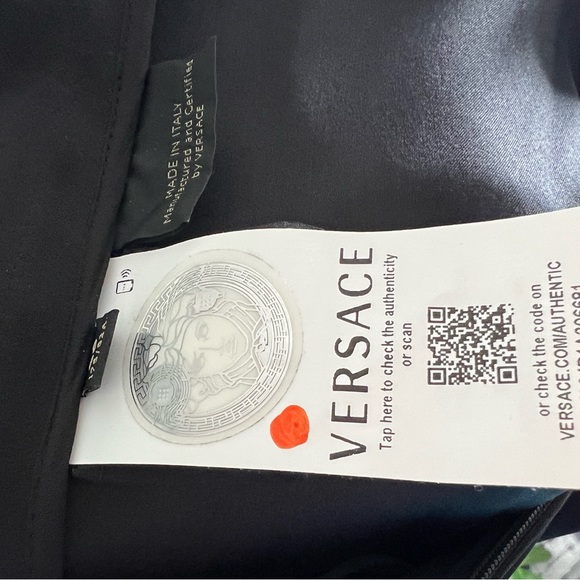 MADE IN ITALY
Manufactured and Certified
by VERSACE
VERSACE
Tap here to check the authenticity
or scan
or check the code on
VERSACE.COM/AUTHENTIC